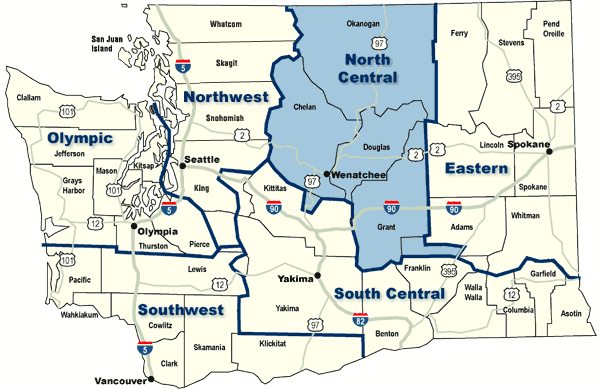 Whatcom
Okanogan
Pend
Oreille
San Juan
Island
Ferry
Stevens
97
Skagit
5
North
Central
395
2
Clallam
101
Northwest
Chelan
Snohomish
2
Olympic
Jefferson
Douglas
2
2
Lincoln
Spokane
Mason
Kitsap
Seattle
Wenatchee
Eastern
Grays
Harbor
101
King
97
Kittitas
Spokane
5
90
90
90
12
Olympia
Grant
Adams
Whitman
Thurston
Pierce
101
Lewis
Franklin
395
Garfield
Pacific
12
Yakima
South Central
Walla
Walla
12
Columbia
Asotin
Wahkiakum
Southwest
Cowlitz
Yakima
97
82
Benton
5
Clark
Skamania
Klickitat
Vancouver